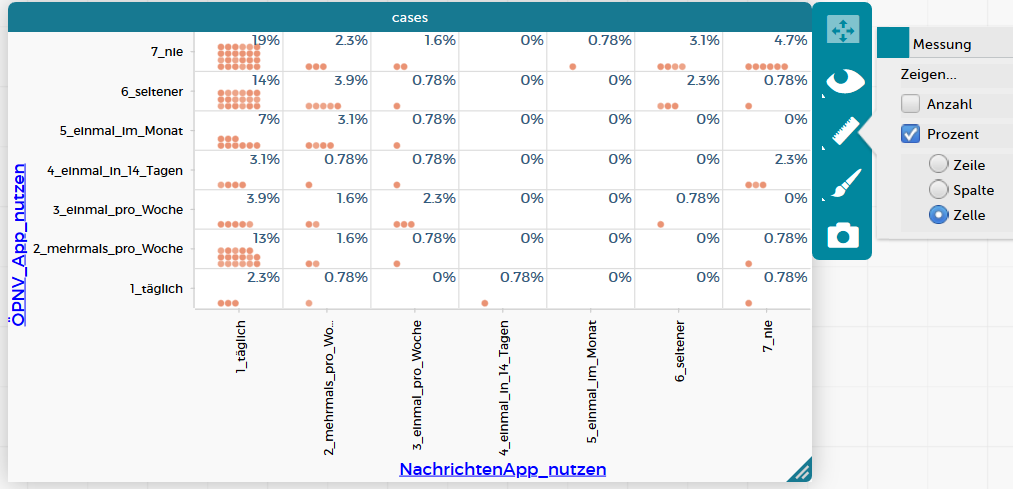 cases
7_nie 19% 2.3% 1.6% 0% 0.78% 3.1% 4.7%
6_seltener 14% 3.9% 0.78% 0% 0% 2.3% 0.78%
5_einmal_im_Monat 7% 3.1% 0.78% 0% 0% 0% 0%
4_einmal_in_14_Tagen 3.1% 0.78% 0.78% 0% 0% 0% 2.3%
3_einmal_pro_Woche 3.9% 1.6% 2.3% 0% 0% 0.78% 0%
2_mehrmals_pro_Woche 13% 1.6% 0.78% 0% 0% 0% 0.78%
1_täglich 2.3% 0.78% 0% 0.78% 0% 0% 0.78%
ÖPNV_App_nutzen
1_täglich
2_mehrmals_pro_Wo...
3_einmal_pro_Woche
4_einmal_in_14_Tagen
5_einmal_im_Monat
6_seltener
7_nie
NachrichtenApp_nutzen
Messung
Zeigen...
Anzahl
Prozent
Zeile
Spalte
Zelle